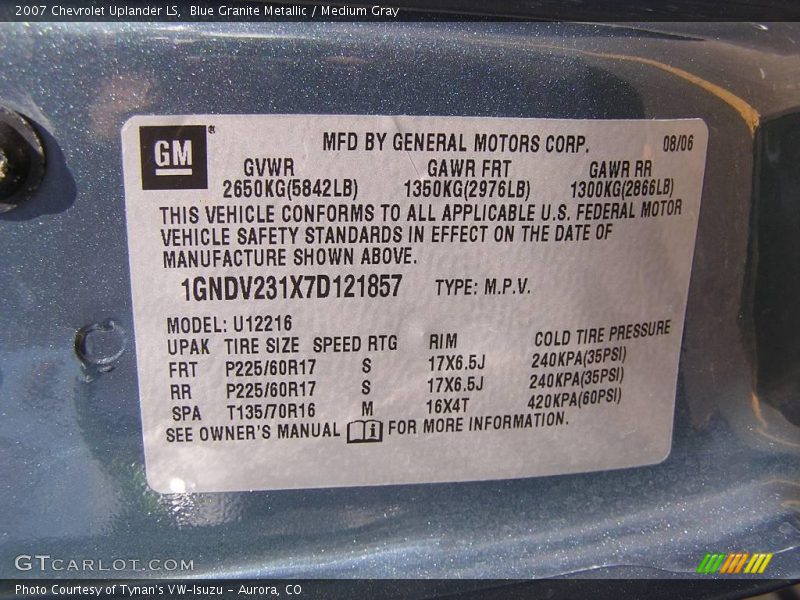 2007 Chevrolet Uplander LS, Blue Granite Metallic / Medium Gray
GM ® MFD BY GENERAL MOTORS CORP. 08/06
GVWR GAWR FRT GAWR RR
2650KG(5842LB) 1350KG(2976LB) 1300KG(2866LB)
THIS VEHICLE CONFORMS TO ALL APPLICABLE U.S. FEDERAL MOTOR
VEHICLE SAFETY STANDARDS IN EFFECT ON THE DATE OF
MANUFACTURE SHOWN ABOVE.
1GNDV231X7D121857 TYPE: M.P.V.
MODEL: U12216
UPAK TIRE SIZE SPEED RTG RIM COLD TIRE PRESSURE
FRT P225/60R17 S 17X6.5J 240KPA(35PSI)
RR P225/60R17 S 17X6.5J 240KPA(35PSI)
SPA T135/70R16 M 16X4T 420KPA(60PSI)
SEE OWNER'S MANUAL i FOR MORE INFORMATION.
GTCARLOT.COM
Photo Courtesy of Tynan's VW-Isuzu - Aurora, CO